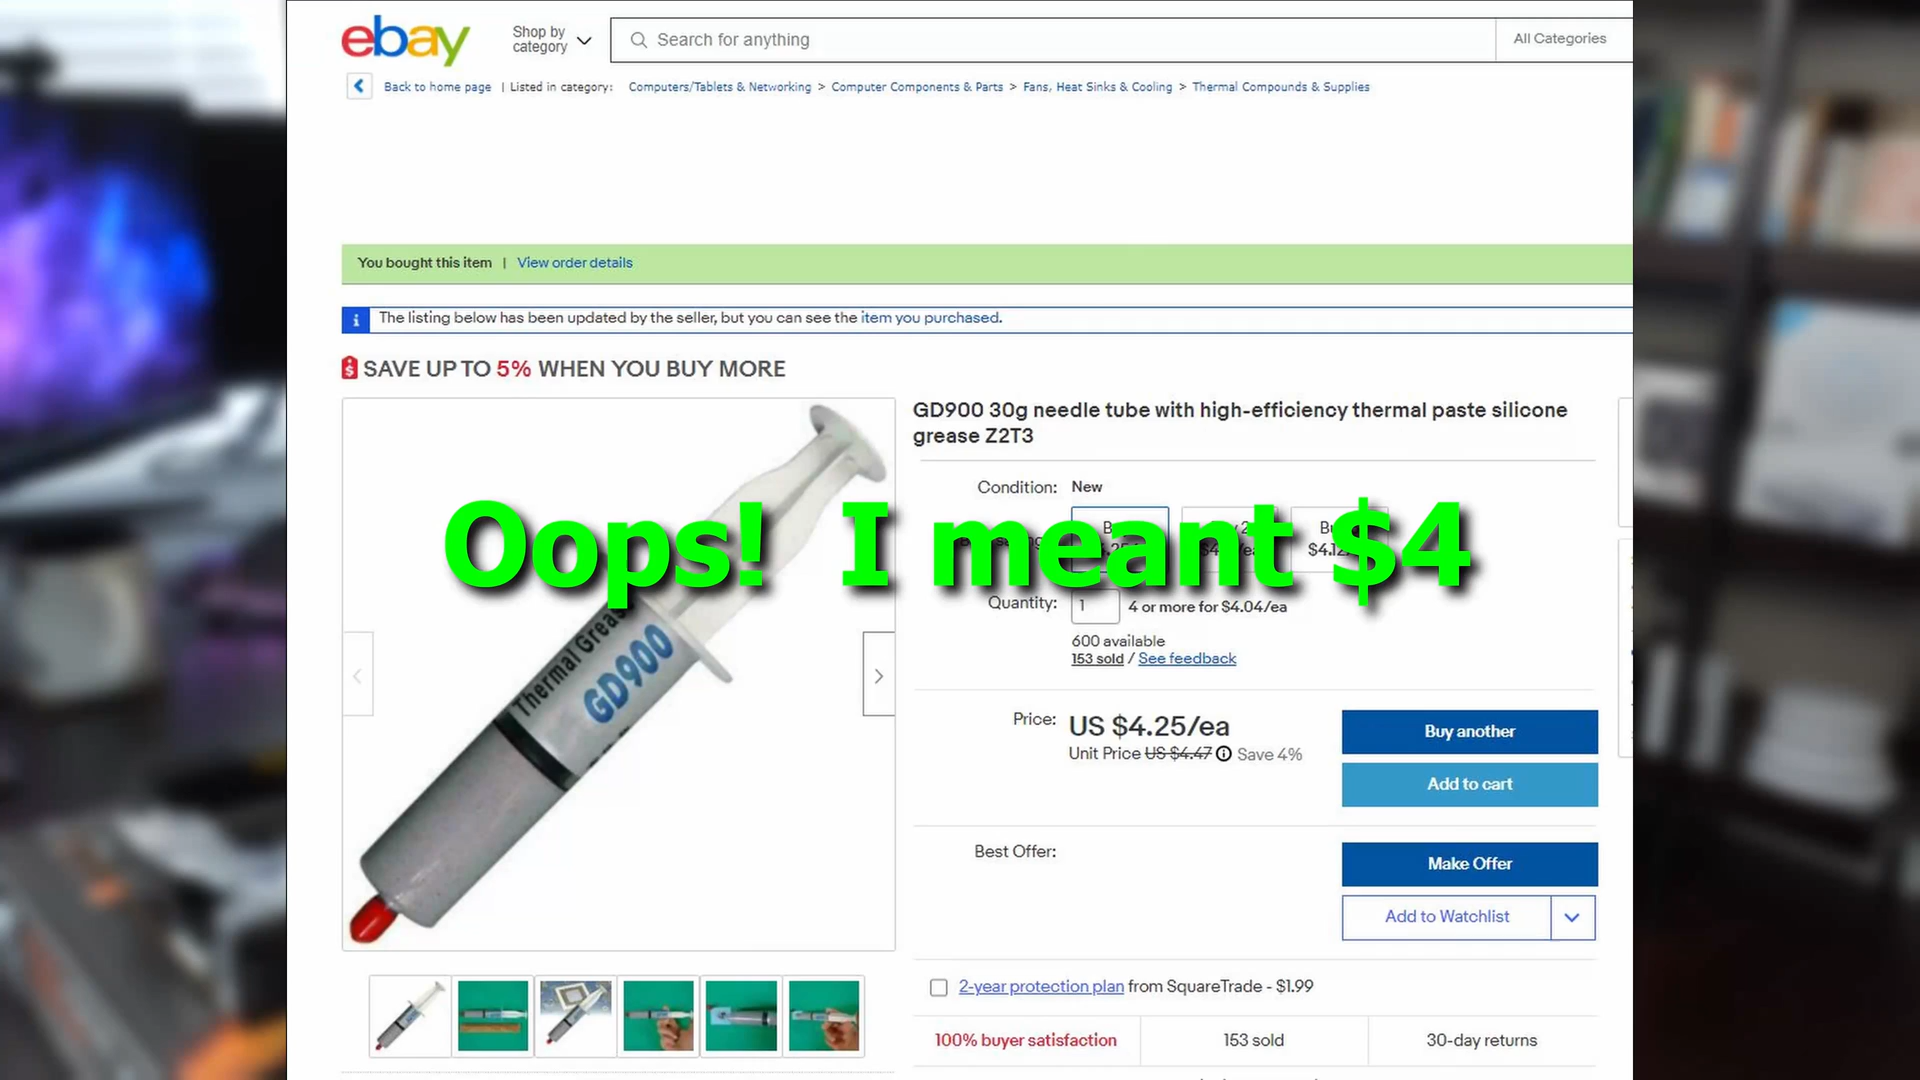 ebay
Shop by
category
Search for anything
All Categories
Back to home page | Listed in category: Computers/Tablets & Networking > Computer Components & Parts > Fans, Heat Sinks & Cooling > Thermal Compounds & Supplies
You bought this item | View order details
The listing below has been updated by the seller, but you can see the item you purchased.
SAVE UP TO 5% WHEN YOU BUY MORE
GD900 30g needle tube with high-efficiency thermal paste silicone
grease Z2T3
Condition: New
Oops! I meant $4
Quantity: 1 4 or more for $4.04/ea
600 available
153 sold / See feedback
Thermal Grease
GD900
Price: US $4.25/ea
Unit Price US $4.47 Save 4%
Buy another
Add to cart
Best Offer:
Make Offer
Add to Watchlist
2-year protection plan from SquareTrade - $1.99
100% buyer satisfaction
153 sold
30-day returns